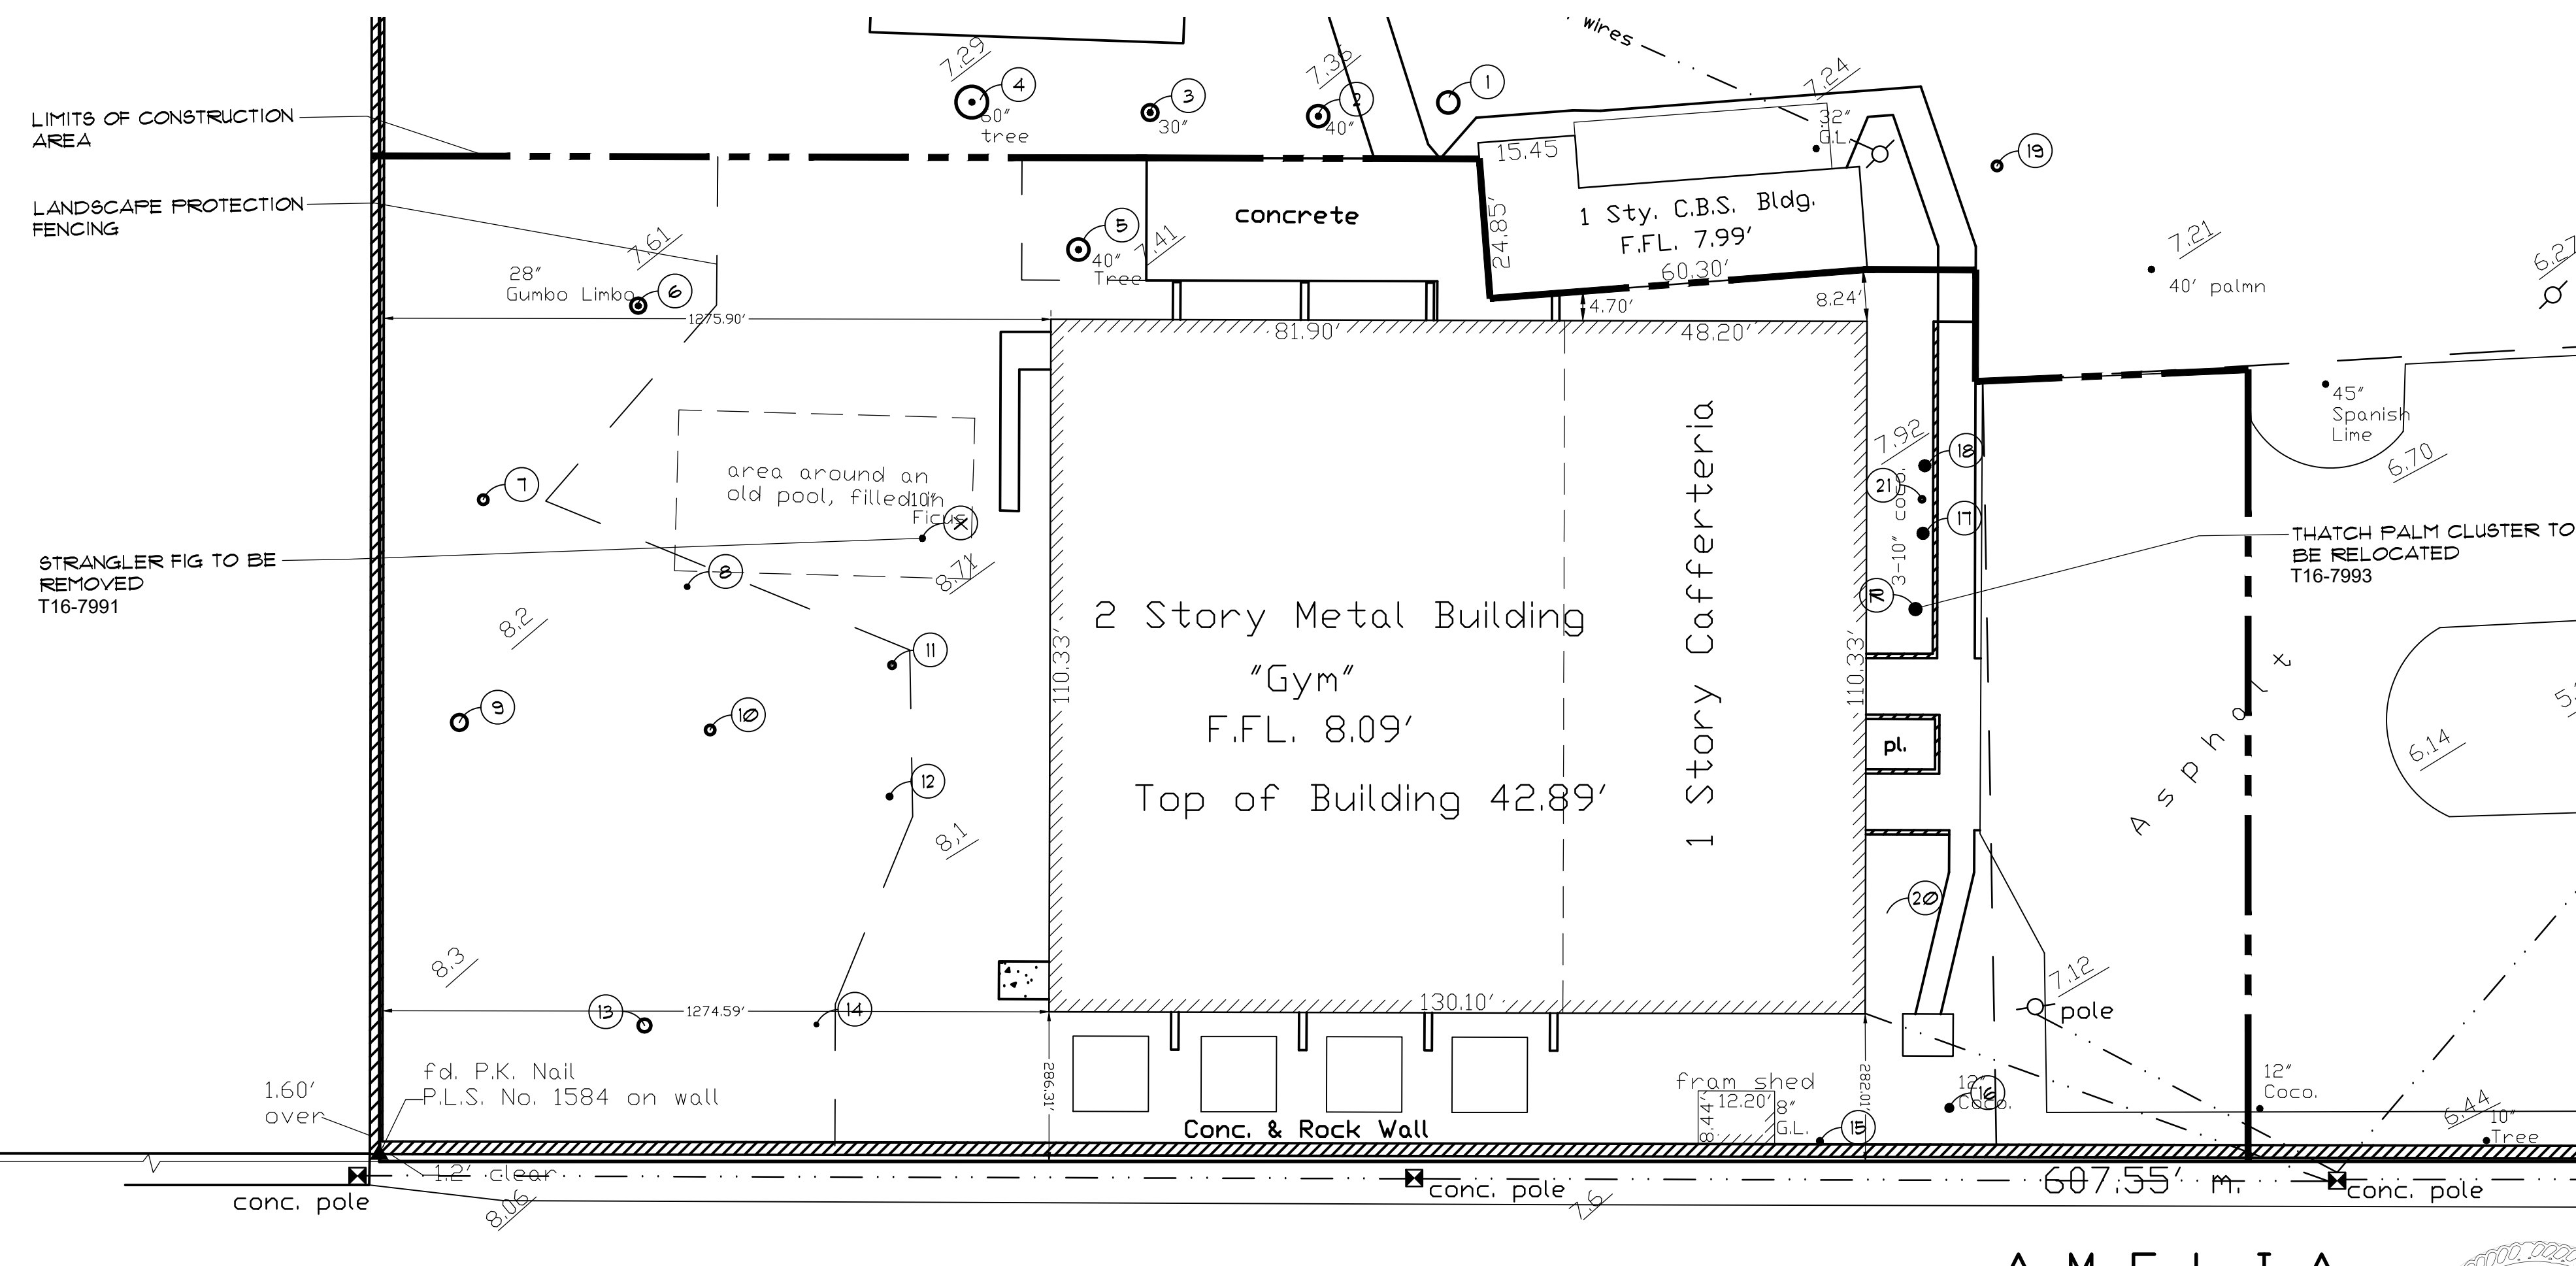 wires
7.29
4
60"
tree
3
30"
7.36
2
40"
1
7.24
32"
G.L.
19
LIMITS OF CONSTRUCTION
AREA
LANDSCAPE PROTECTION
FENCING
7.61
28"
Gumbo Limbo
6
5
40"
Tree
7.41
concrete
15.45
24.85'
1 Sty. C.B.S. Bldg.
F.FL. 7.99'
60.30'
4.70'
8.24'
7.21
40' palmn
6.27
1275.90'
81.90'
48.20'
45"
Spanish
Lime
6.70
7
area around an
old pool, filled in
10"
Ficus
X
8.71
STRANGLER FIG TO BE
REMOVED
T16-7991
8
8.2
7.92
18
21
17
3-10" coco.
R
THATCH PALM CLUSTER TO
BE RELOCATED
T16-7993
2 Story Metal Building
"Gym"
F.FL. 8.09'
Top of Building 42.89'
1 Story Cafferteria
110.33'
110.33'
11
9
10
12
8.1
pl.
Asphalt
6.14
20
8.3
13
1274.59'
14
130.10'
7.12
pole
fd. P.K. Nail
P.L.S. No. 1584 on wall
1.60'
over
286.31'
282.01'
fram shed
12.20'
8.44'
8"
G.L.
15
12"
Coco.
16
12"
Coco.
6.44
10"
Tree
Conc. & Rock Wall
1.2' clear
conc. pole
8.06
conc. pole
7.6
607.55' m.
conc. pole
AMELIA